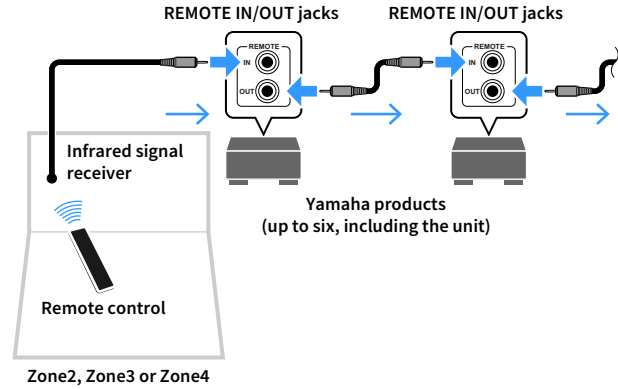 REMOTE IN/OUT jacks
REMOTE IN/OUT jacks
REMOTE
IN
OUT
REMOTE
IN
OUT
Infrared signal
receiver
Yamaha products
(up to six, including the unit)
Remote control
Zone2, Zone3 or Zone4